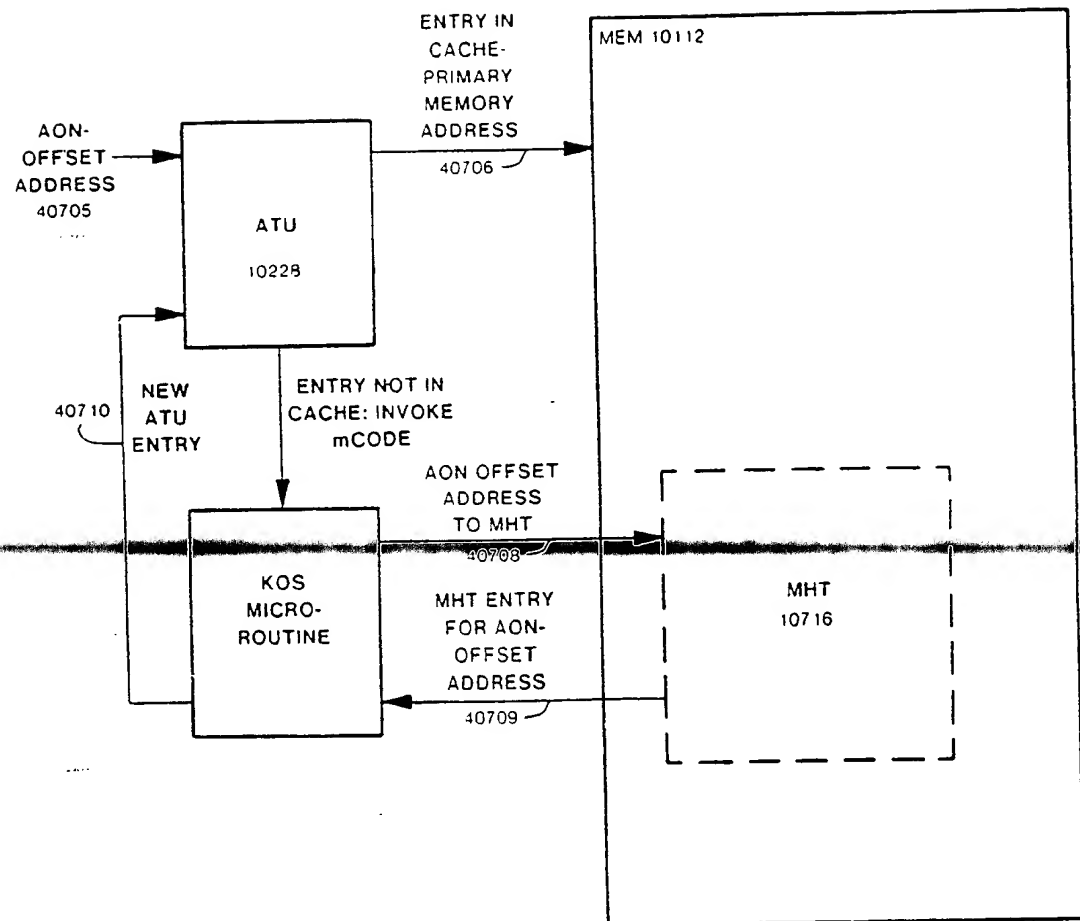 ENTRY IN
CACHE-
PRIMARY
MEMORY
ADDRESS
40706
MEM 10112
AON-
OFFSET
ADDRESS
40705
ATU
10228
40710
NEW
ATU
ENTRY
ENTRY NOT IN
CACHE: INVOKE
mCODE
AON OFFSET
ADDRESS
TO MHT
40708
KOS
MICRO-
ROUTINE
MHT ENTRY
FOR AON-
OFFSET
ADDRESS
40709
MHT
10716